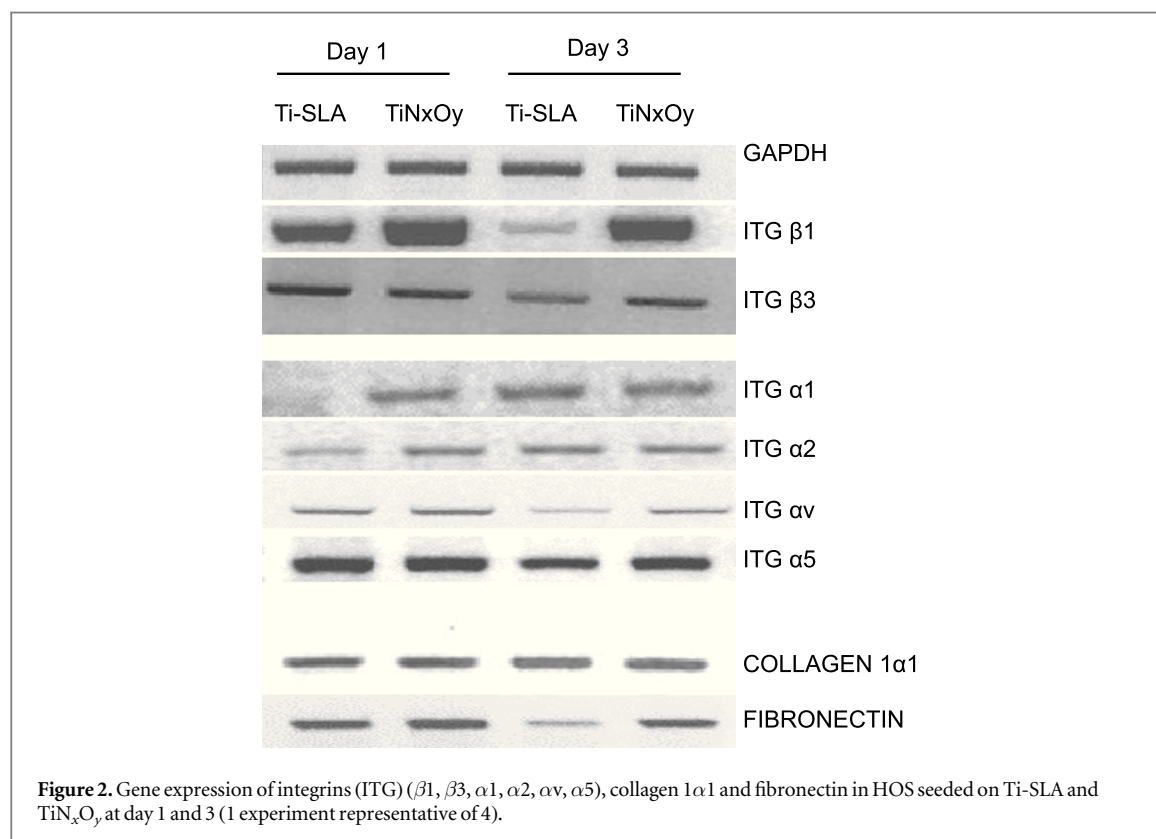 Day 1 Day 3
Ti-SLA TiNxOy Ti-SLA TiNxOy
GAPDH
ITG β1
ITG β3
ITG α1
ITG α2
ITG αv
ITG α5
COLLAGEN 1α1
FIBRONECTIN
Figure 2. Gene expression of integrins (ITG) (β1, β3, α1, α2, αv, α5), collagen 1α1 and fibronectin in HOS seeded on Ti-SLA and
TiNxOy at day 1 and 3 (1 experiment representative of 4).